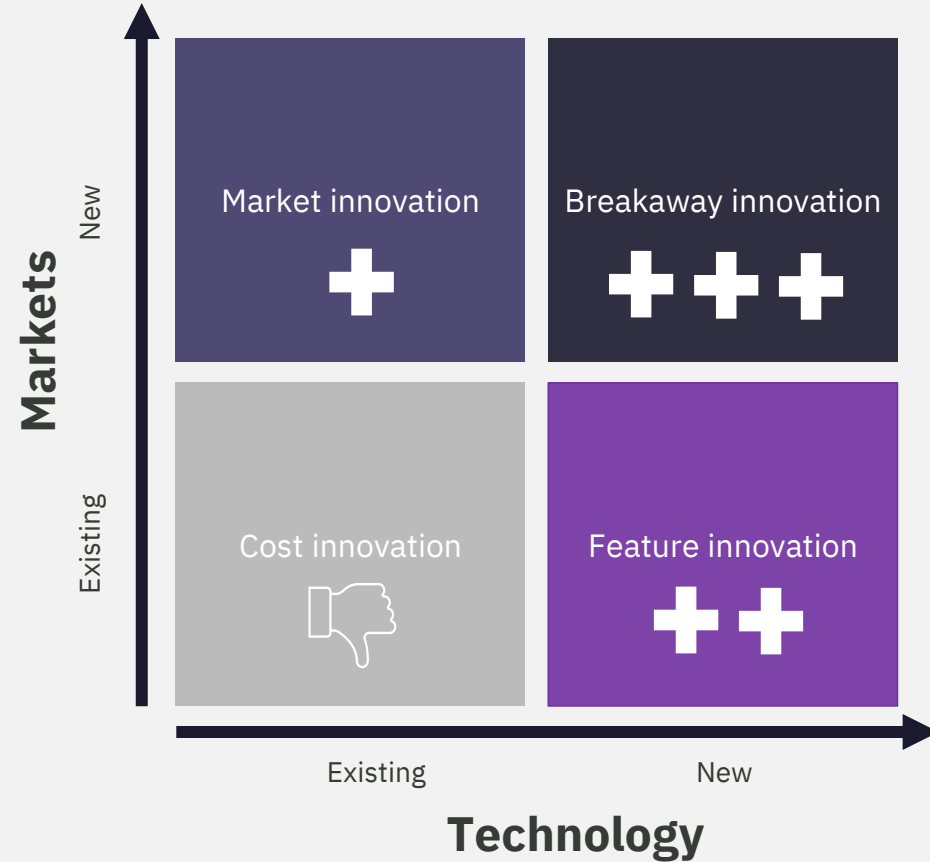 Markets
New
Existing
Market innovation
Breakaway innovation
Cost innovation
Feature innovation
Existing
New
Technology